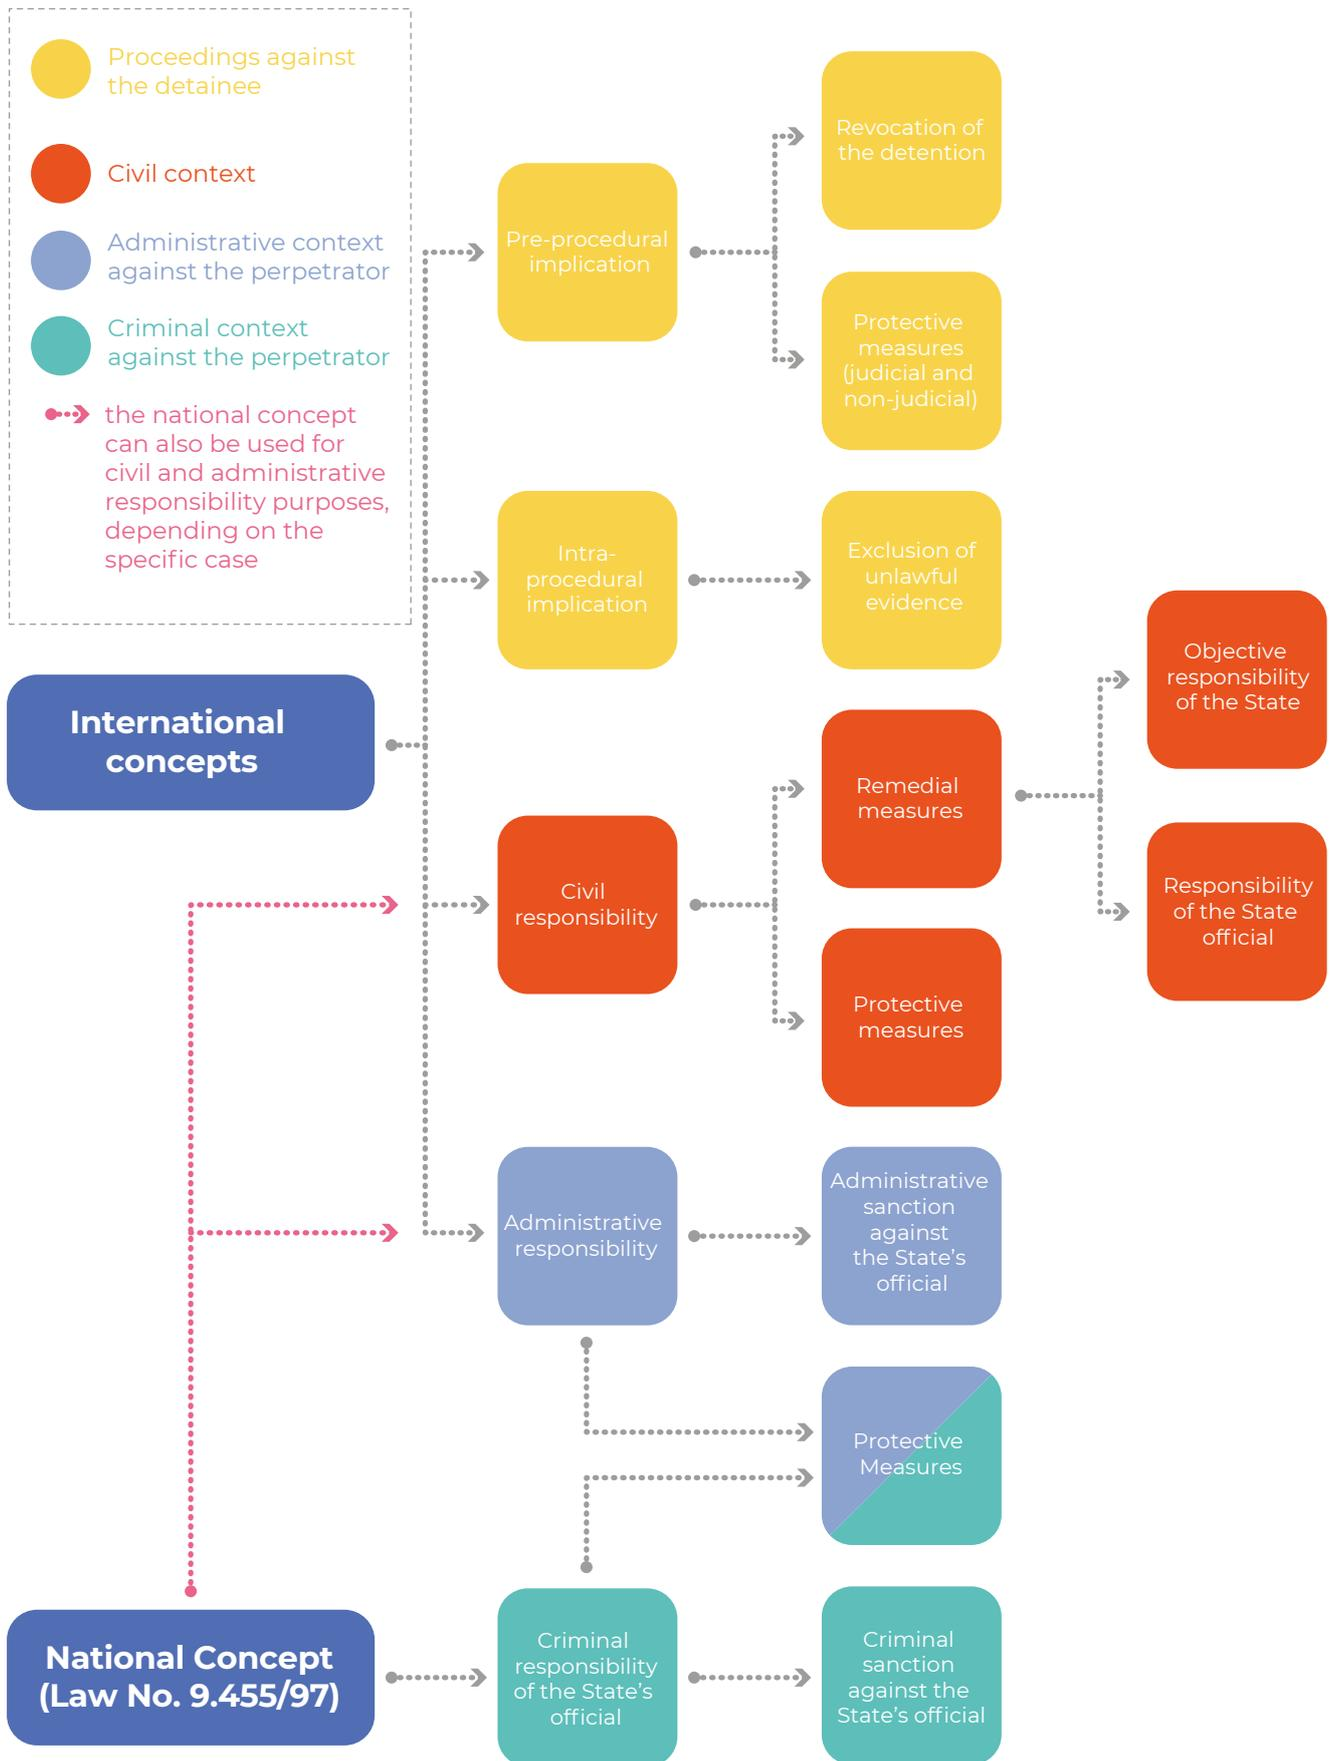 Proceedings against
the detainee
Civil context
Administrative context
against the perpetrator
Criminal context
against the perpetrator
the national concept
can also be used for
civil and administrative
responsibility purposes,
depending on the
specific case
International
concepts
National Concept
(Law No. 9.455/97)
Pre-procedural
implication
Revocation of
the detention
Protective
measures
(judicial and
non-judicial)
Intra-
procedural
implication
Exclusion of
unlawful
evidence
Civil
responsibility
Remedial
measures
Objective
responsibility
of the State
Responsibility
of the State
official
Protective
measures
Administrative
responsibility
Administrative
sanction
against
the State’s
official
Protective
Measures
Criminal
responsibility
of the State’s
official
Criminal
sanction
against the
State’s official